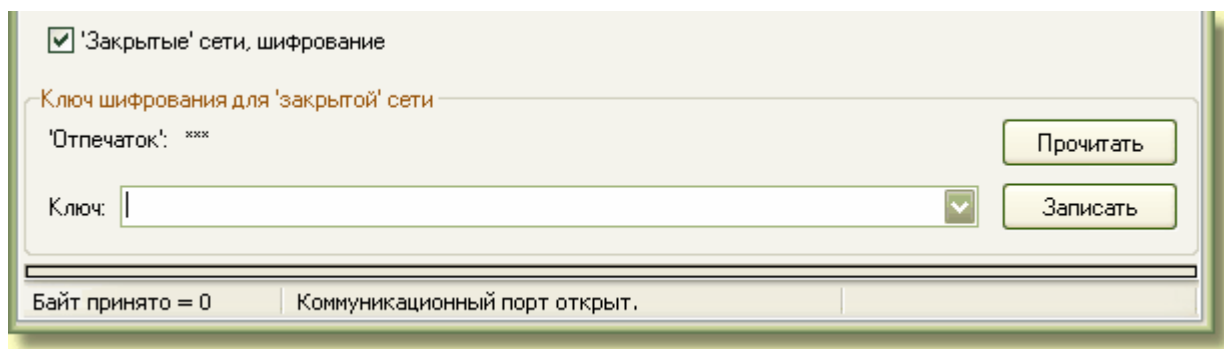 'Закрытые' сети, шифрование
Ключ шифрования для 'закрытой' сети
'Отпечаток': *** Прочитать
Ключ: Записать
Байт принято = 0 Коммуникационный порт открыт.